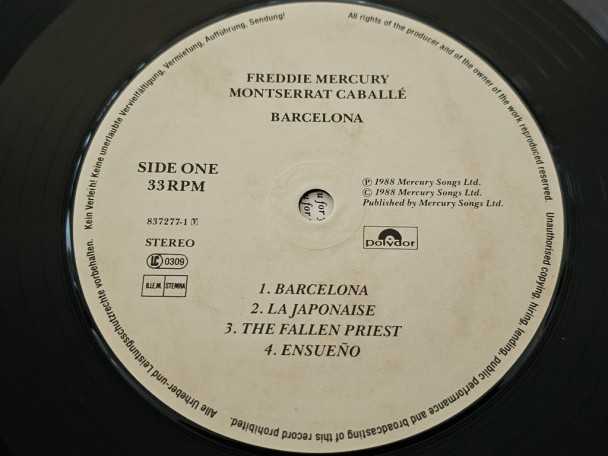 Alle Urheber-und Leistungsschutzrechte vorbehalten. Kein Verleih! Keine unerlaubte Vervielfältigung, Vermietung, Aufführung, Sendung!
All rights of the producer and of the owner of the work reproduced reserved. Unauthorised copying, hiring, lending, public performance and broadcasting of this record prohibited.
FREDDIE MERCURY
MONTSERRAT CABALLÉ
BARCELONA
SIDE ONE
33RPM
837277-1 Y
STEREO
LC 0309
B.I.E.M. STEMRA
℗ 1988 Mercury Songs Ltd.
© 1988 Mercury Songs Ltd.
Published by Mercury Songs Ltd.
polydor
1. BARCELONA
2. LA JAPONAISE
3. THE FALLEN PRIEST
4. ENSUEÑO